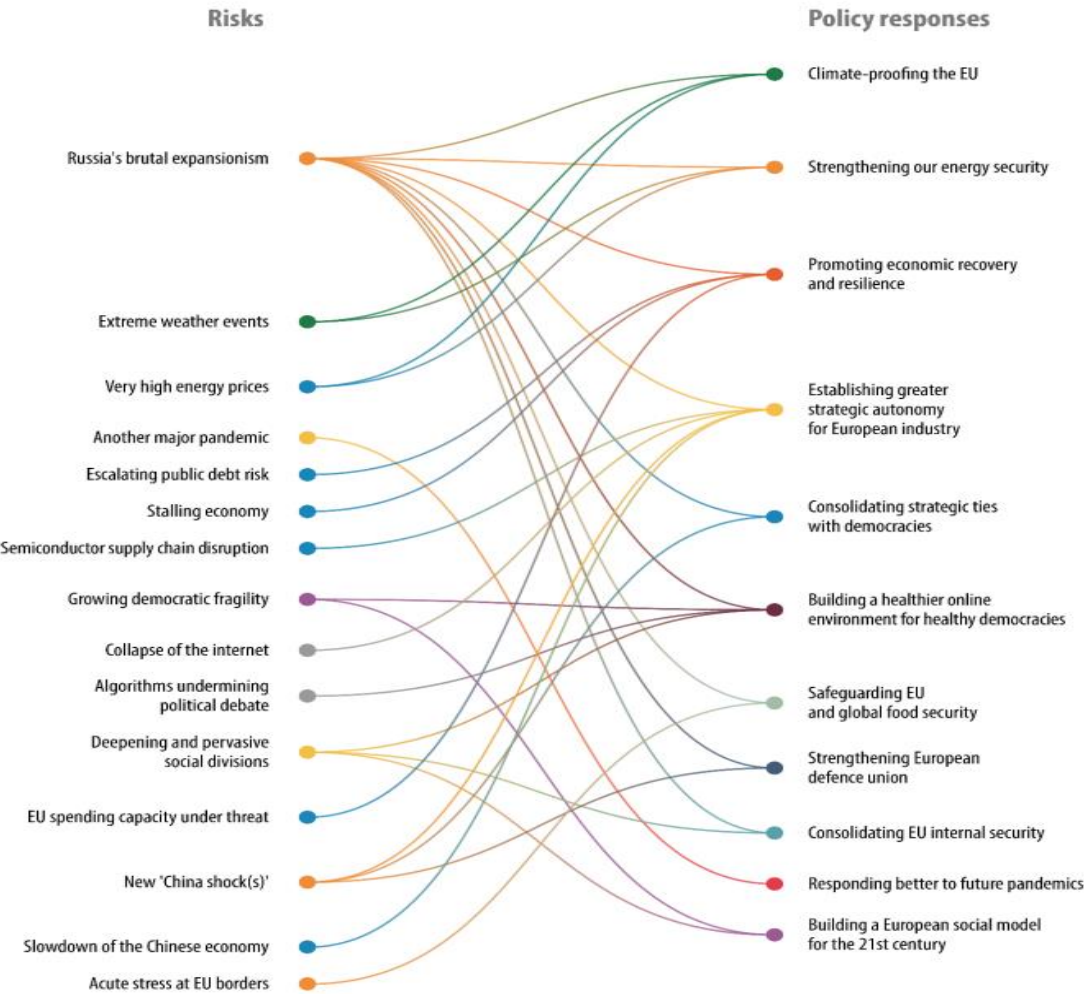 Risks
Policy responses
Russia's brutal expansionism
Extreme weather events
Very high energy prices
Another major pandemic
Escalating public debt risk
Stalling economy
Semiconductor supply chain disruption
Growing democratic fragility
Collapse of the internet
Algorithms undermining
political debate
Deepening and pervasive
social divisions
EU spending capacity under threat
New 'China shock(s)'
Slowdown of the Chinese economy
Acute stress at EU borders
Climate-proofing the EU
Strengthening our energy security
Promoting economic recovery
and resilience
Establishing greater
strategic autonomy
for European industry
Consolidating strategic ties
with democracies
Building a healthier online
environment for healthy democracies
Safeguarding EU
and global food security
Strengthening European
defence union
Consolidating EU internal security
Responding better to future pandemics
Building a European social model
for the 21st century